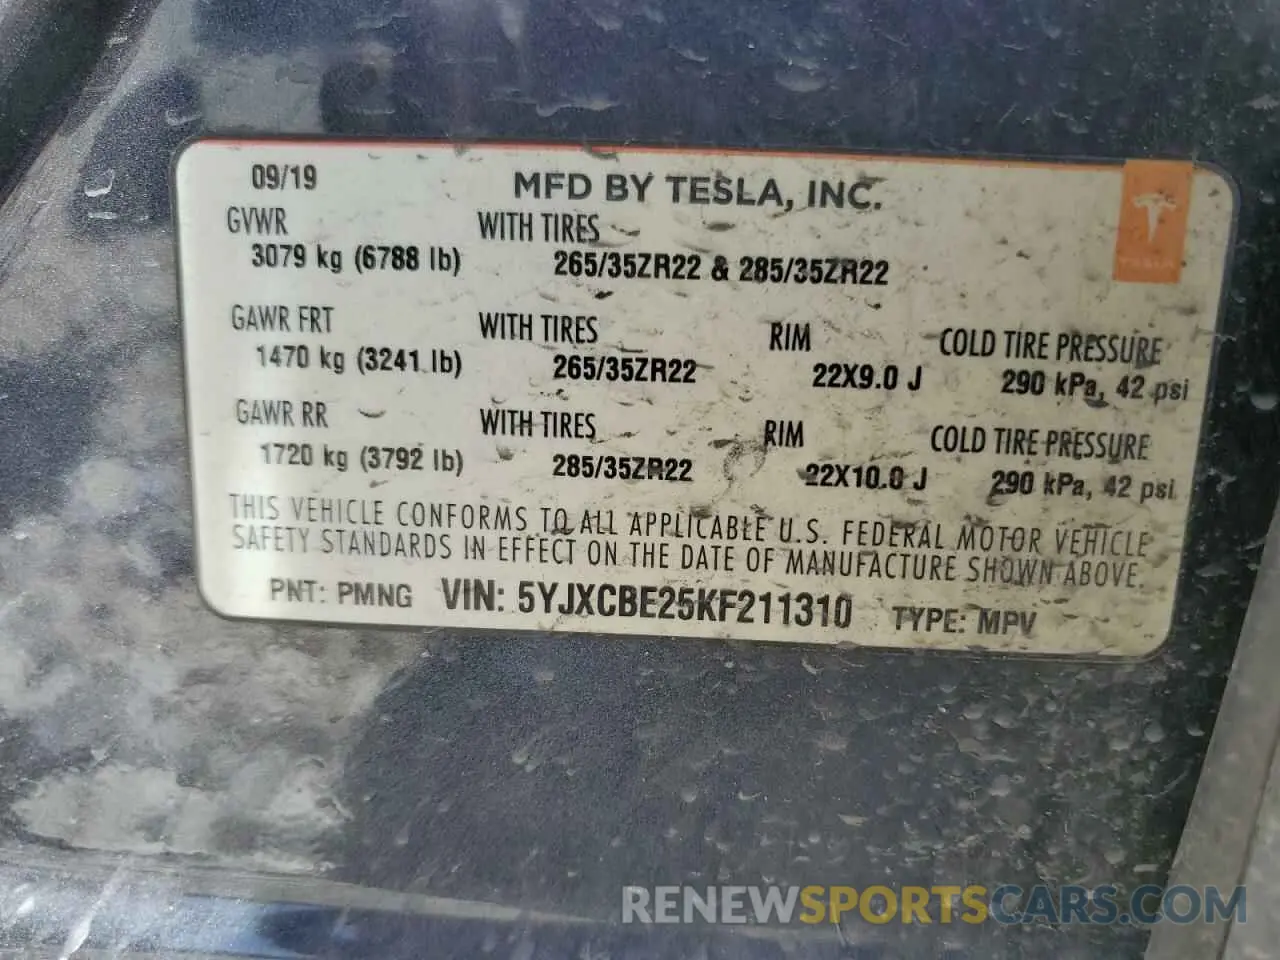 09/19 MFD BY TESLA, INC.
GVWR WITH TIRES
3079 kg (6788 lb) 265/35ZR22 & 285/35ZR22
GAWR FRT WITH TIRES RIM COLD TIRE PRESSURE
1470 kg (3241 lb) 265/35ZR22 22X9.0 J 290 kPa, 42 psi
GAWR RR WITH TIRES RIM COLD TIRE PRESSURE
1720 kg (3792 lb) 285/35ZR22 22X10.0 J 290 kPa, 42 psi
THIS VEHICLE CONFORMS TO ALL APPLICABLE U.S. FEDERAL MOTOR VEHICLE
SAFETY STANDARDS IN EFFECT ON THE DATE OF MANUFACTURE SHOWN ABOVE.
PNT: PMNG VIN: 5YJXCBE25KF211310 TYPE: MPV
RENEWSPORTSCARS.COM